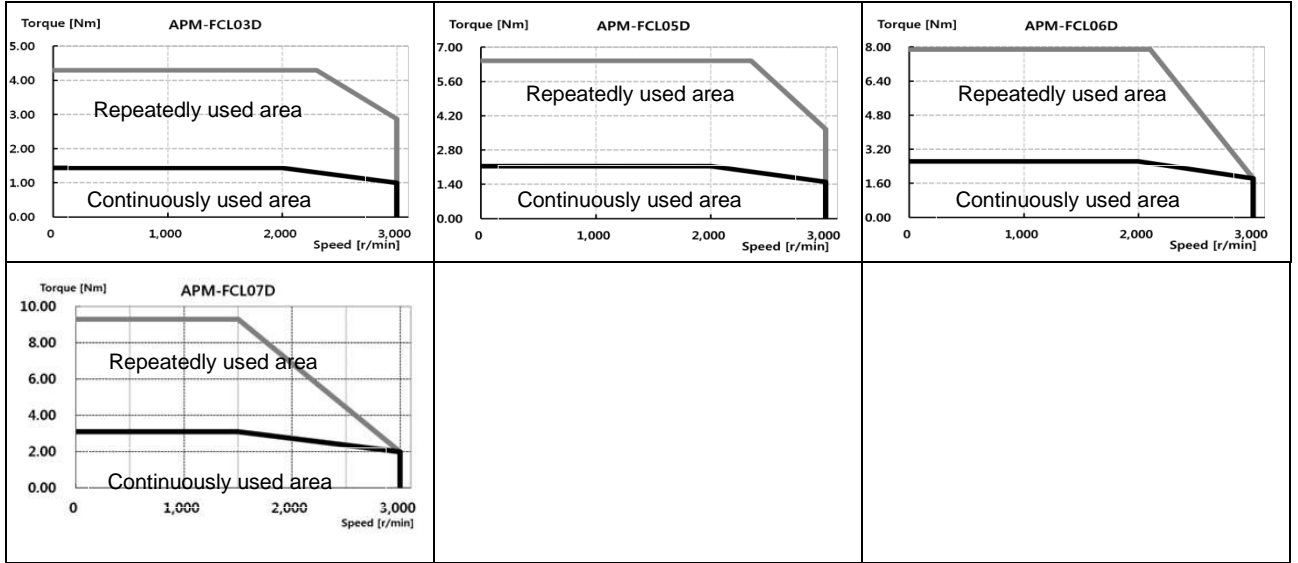 Torque [Nm] APM-FCL03D
5.00
4.00
3.00
2.00
1.00
0.00
Repeatedly used area
Continuously used area
0 1,000 2,000 3,000
Speed [r/min]
Torque [Nm] APM-FCL05D
7.00
5.60
4.20
2.80
1.40
0.00
Repeatedly used area
Continuously used area
0 1,000 2,000 3,000
Speed [r/min]
Torque [Nm] APM-FCL06D
8.00
6.40
4.80
3.20
1.60
0.00
Repeatedly used area
Continuously used area
0 1,000 2,000 3,000
Speed [r/min]
Torque [Nm] APM-FCL07D
10.00
8.00
6.00
4.00
2.00
0.00
Repeatedly used area
Continuously used area
0 1,000 2,000 3,000
Speed [r/min]